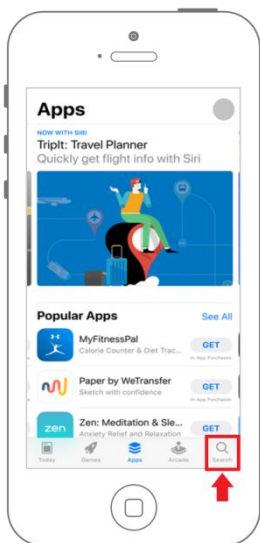 Apps
NOW WITH SIRI
TripIt: Travel Planner
Quickly get flight info with Siri
Popular Apps
See All
MyFitnessPal
Calorie Counter & Diet Trac...
GET
In-App Purchases
Paper by WeTransfer
Sketch with confidence
GET
In-App Purchases
zen
Zen: Meditation & Sle...
Anxiety Relief and Relaxation
GET
Today
Games
Apps
Arcade
Search